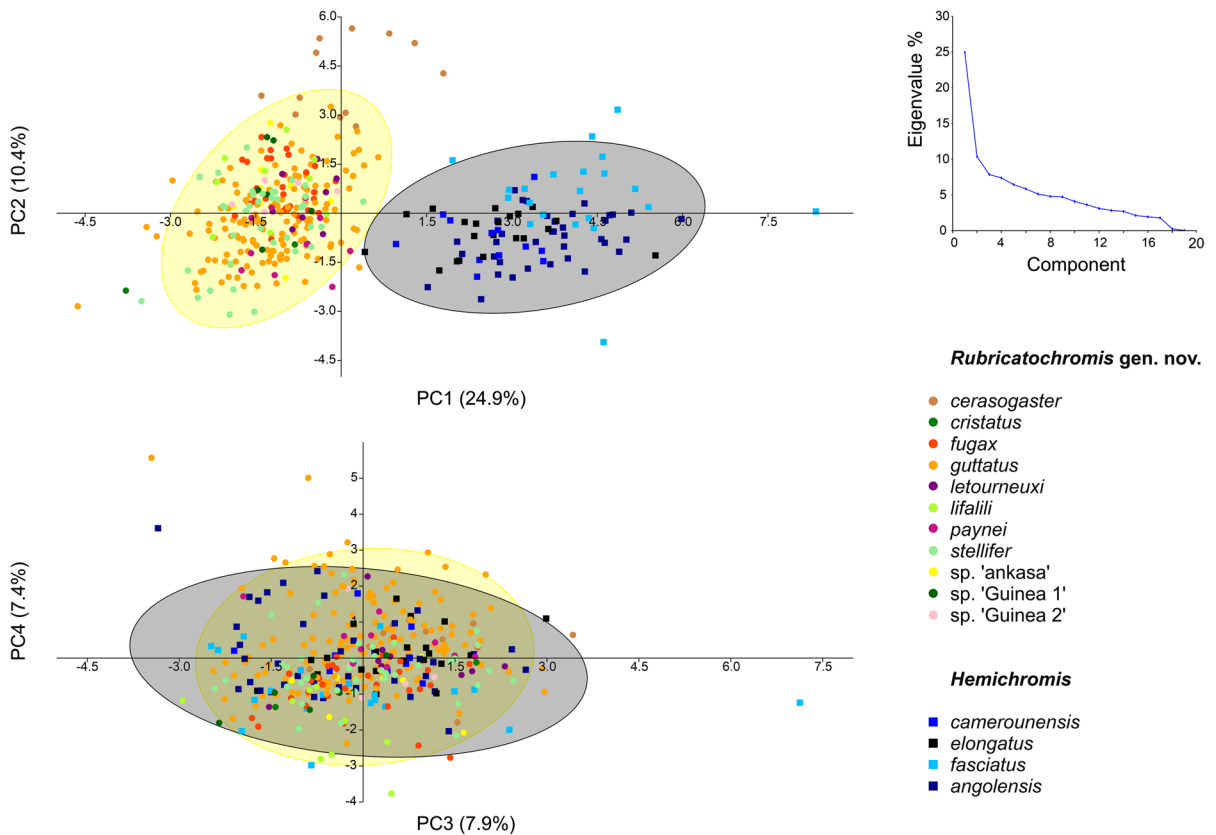 6.0
4.5
3.0
1.5
-4.5
-3.0
-1.5
1.5
4.5
7.5
-1.5
-3.0
-4.5
PC2 (10.4%)
PC1 (24.9%)
30
25
20
15
10
5
0
0
4
8
12
16
20
Eigenvalue %
Component
5
4
3
2
1
-4.5
-3.0
-1.5
1.5
3.0
4.5
6.0
7.5
-1
-2
-3
-4
PC4 (7.4%)
PC3 (7.9%)
Rubricatochromis gen. nov.
cerasogaster
cristatus
fugax
guttatus
letourneuxi
lifalili
paynei
stellifer
sp. 'ankasa'
sp. 'Guinea 1'
sp. 'Guinea 2'
Hemichromis
camerounensis
elongatus
fasciatus
angolensis